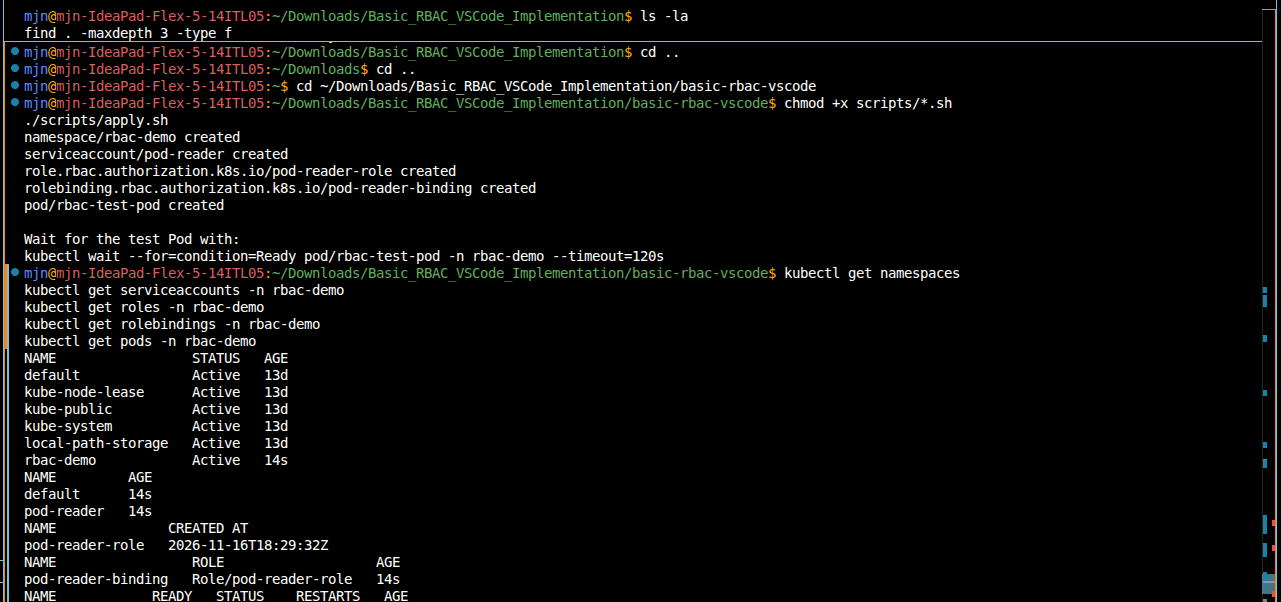 mjn@mjn-IdeaPad-Flex-5-14ITL05:~/Downloads/Basic_RBAC_VSCode_Implementation$ ls -la
find . -maxdepth 3 -type f
mjn@mjn-IdeaPad-Flex-5-14ITL05:~/Downloads/Basic_RBAC_VSCode_Implementation$ cd ..
mjn@mjn-IdeaPad-Flex-5-14ITL05:~/Downloads$ cd ..
mjn@mjn-IdeaPad-Flex-5-14ITL05:~$ cd ~/Downloads/Basic_RBAC_VSCode_Implementation/basic-rbac-vscode
mjn@mjn-IdeaPad-Flex-5-14ITL05:~/Downloads/Basic_RBAC_VSCode_Implementation/basic-rbac-vscode$ chmod +x scripts/*.sh
./scripts/apply.sh
namespace/rbac-demo created
serviceaccount/pod-reader created
role.rbac.authorization.k8s.io/pod-reader-role created
rolebinding.rbac.authorization.k8s.io/pod-reader-binding created
pod/rbac-test-pod created
Wait for the test Pod with:
kubectl wait --for=condition=Ready pod/rbac-test-pod -n rbac-demo --timeout=120s
mjn@mjn-IdeaPad-Flex-5-14ITL05:~/Downloads/Basic_RBAC_VSCode_Implementation/basic-rbac-vscode$ kubectl get namespaces
kubectl get serviceaccounts -n rbac-demo
kubectl get roles -n rbac-demo
kubectl get rolebindings -n rbac-demo
kubectl get pods -n rbac-demo
NAME                 STATUS   AGE
default              Active   13d
kube-node-lease      Active   13d
kube-public          Active   13d
kube-system          Active   13d
local-path-storage   Active   13d
rbac-demo            Active   14s
NAME         AGE
default      14s
pod-reader   14s
NAME              CREATED AT
pod-reader-role   2026-11-16T18:29:32Z
NAME                 ROLE                   AGE
pod-reader-binding   Role/pod-reader-role   14s
NAME            READY   STATUS    RESTARTS   AGE